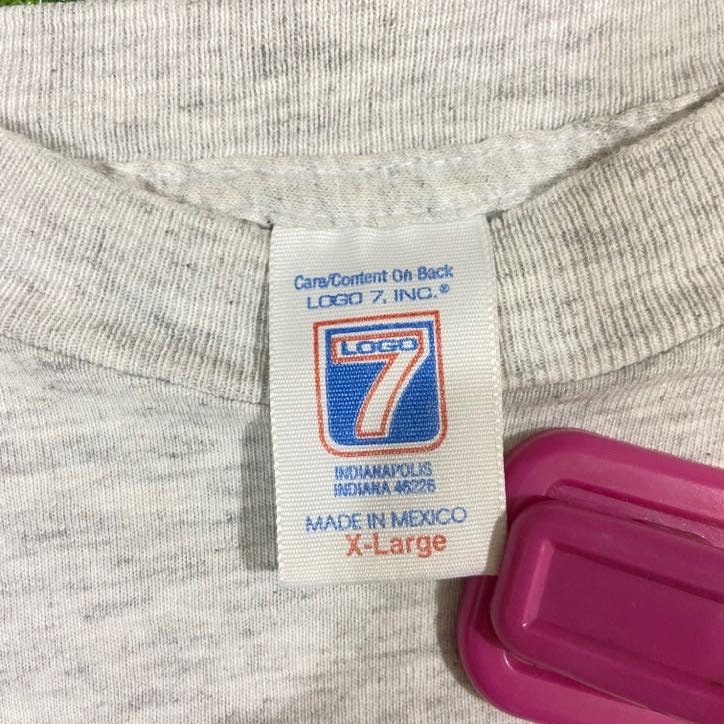 Care/Content On Back
LOGO 7, INC.®
LOGO
7
INDIANAPOLIS
INDIANA 46226
MADE IN MEXICO
X-Large